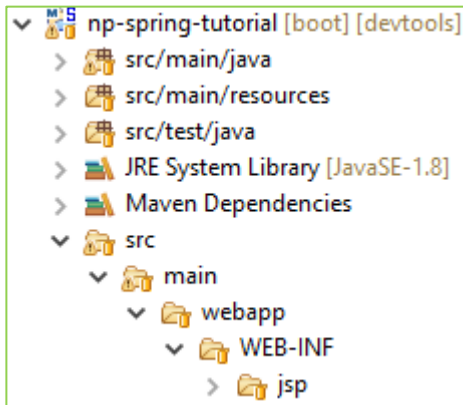 np-spring-tutorial [boot] [devtools]
src/main/java
src/main/resources
src/test/java
JRE System Library [JavaSE-1.8]
Maven Dependencies
src
main
webapp
WEB-INF
jsp